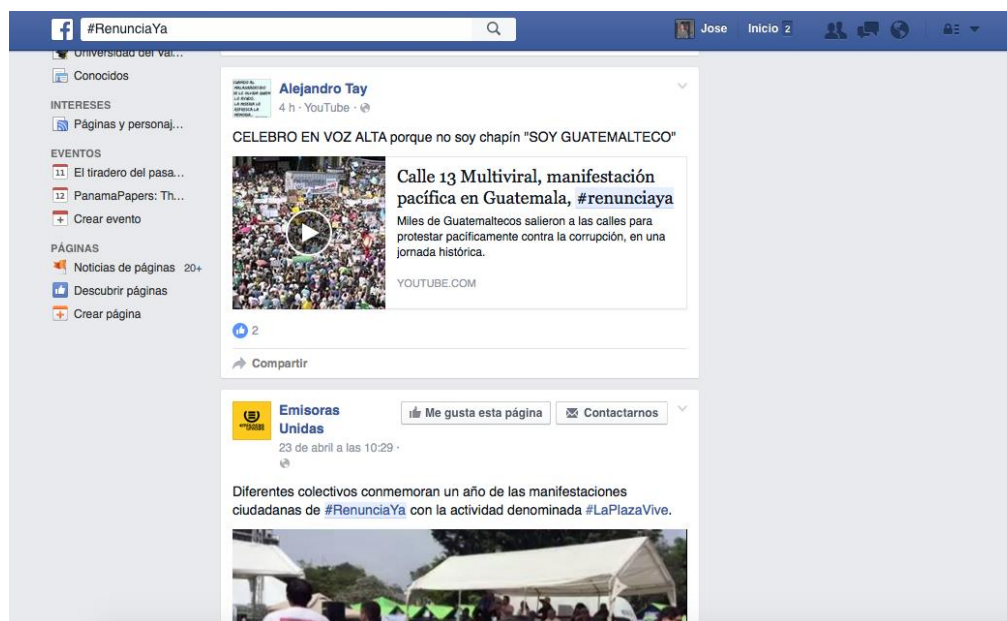 #RenunciaYa
Jose
Inicio 2
Universidad del Val...
Conocidos
INTERESES
Páginas y personaj...
EVENTOS
11 El tiradero del pasa...
12 PanamaPapers: Th...
Crear evento
PÁGINAS
Noticias de páginas 20+
Descubrir páginas
Crear página
Alejandro Tay
4 h · YouTube ·
CELEBRO EN VOZ ALTA porque no soy chapín "SOY GUATEMALTECO"
Calle 13 Multiviral, manifestación
pacífica en Guatemala, #renunciaya
Miles de Guatemaltecos salieron a las calles para
protestar pacíficamente contra la corrupción, en una
jornada histórica.
YOUTUBE.COM
2
Compartir
Emisoras
Unidas
Me gusta esta página
Contactarnos
23 de abril a las 10:29 ·
Diferentes colectivos conmemoran un año de las manifestaciones
ciudadanas de #RenunciaYa con la actividad denominada #LaPlazaVive.